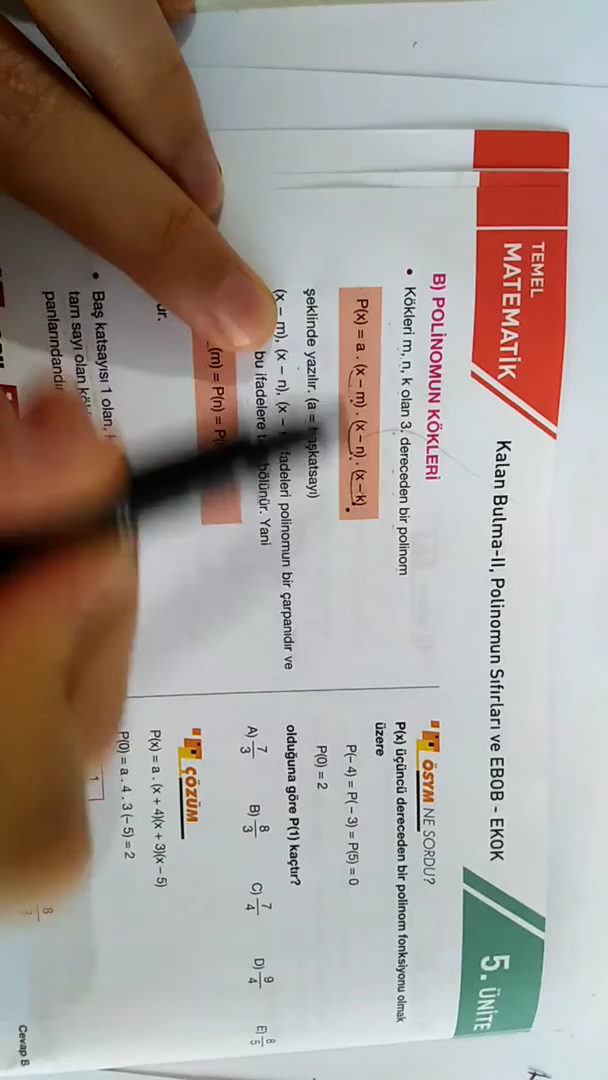 TEMEL
MATEMATİK
Kalan Bulma-II, Polinomun Sıfırları ve EBOB - EKOK
5. ÜNİTE
B) POLİNOMUN KÖKLERİ
• Kökleri m, n, k olan 3. dereceden bir polinom
P(x) = a . (x – m) . (x – n) . (x – k)
şeklinde yazılır. (a =
(x – m), (x – n), (x – polinomun bir çarpanıdır ve
bu ifadelere bölünür. Yani
(m) = P(n) =
• Baş katsayısı 1 olan,
tam sayı olan
ÖSYM NE SORDU?
P(x) üçüncü dereceden bir polinom fonksiyonu olmak
üzere
P(– 4) = P(– 3) = P(5) = 0
P(0) = 2
olduğuna göre P(1) kaçtır?
A) 7/3 B) 8/3 C) 7/4 D) 9/4 E) 8/5
ÇÖZÜM
P(x) = a . (x + 4)(x + 3)(x – 5)
P(0) = a . 4 . 3 (– 5) = 2
1
Cevap B